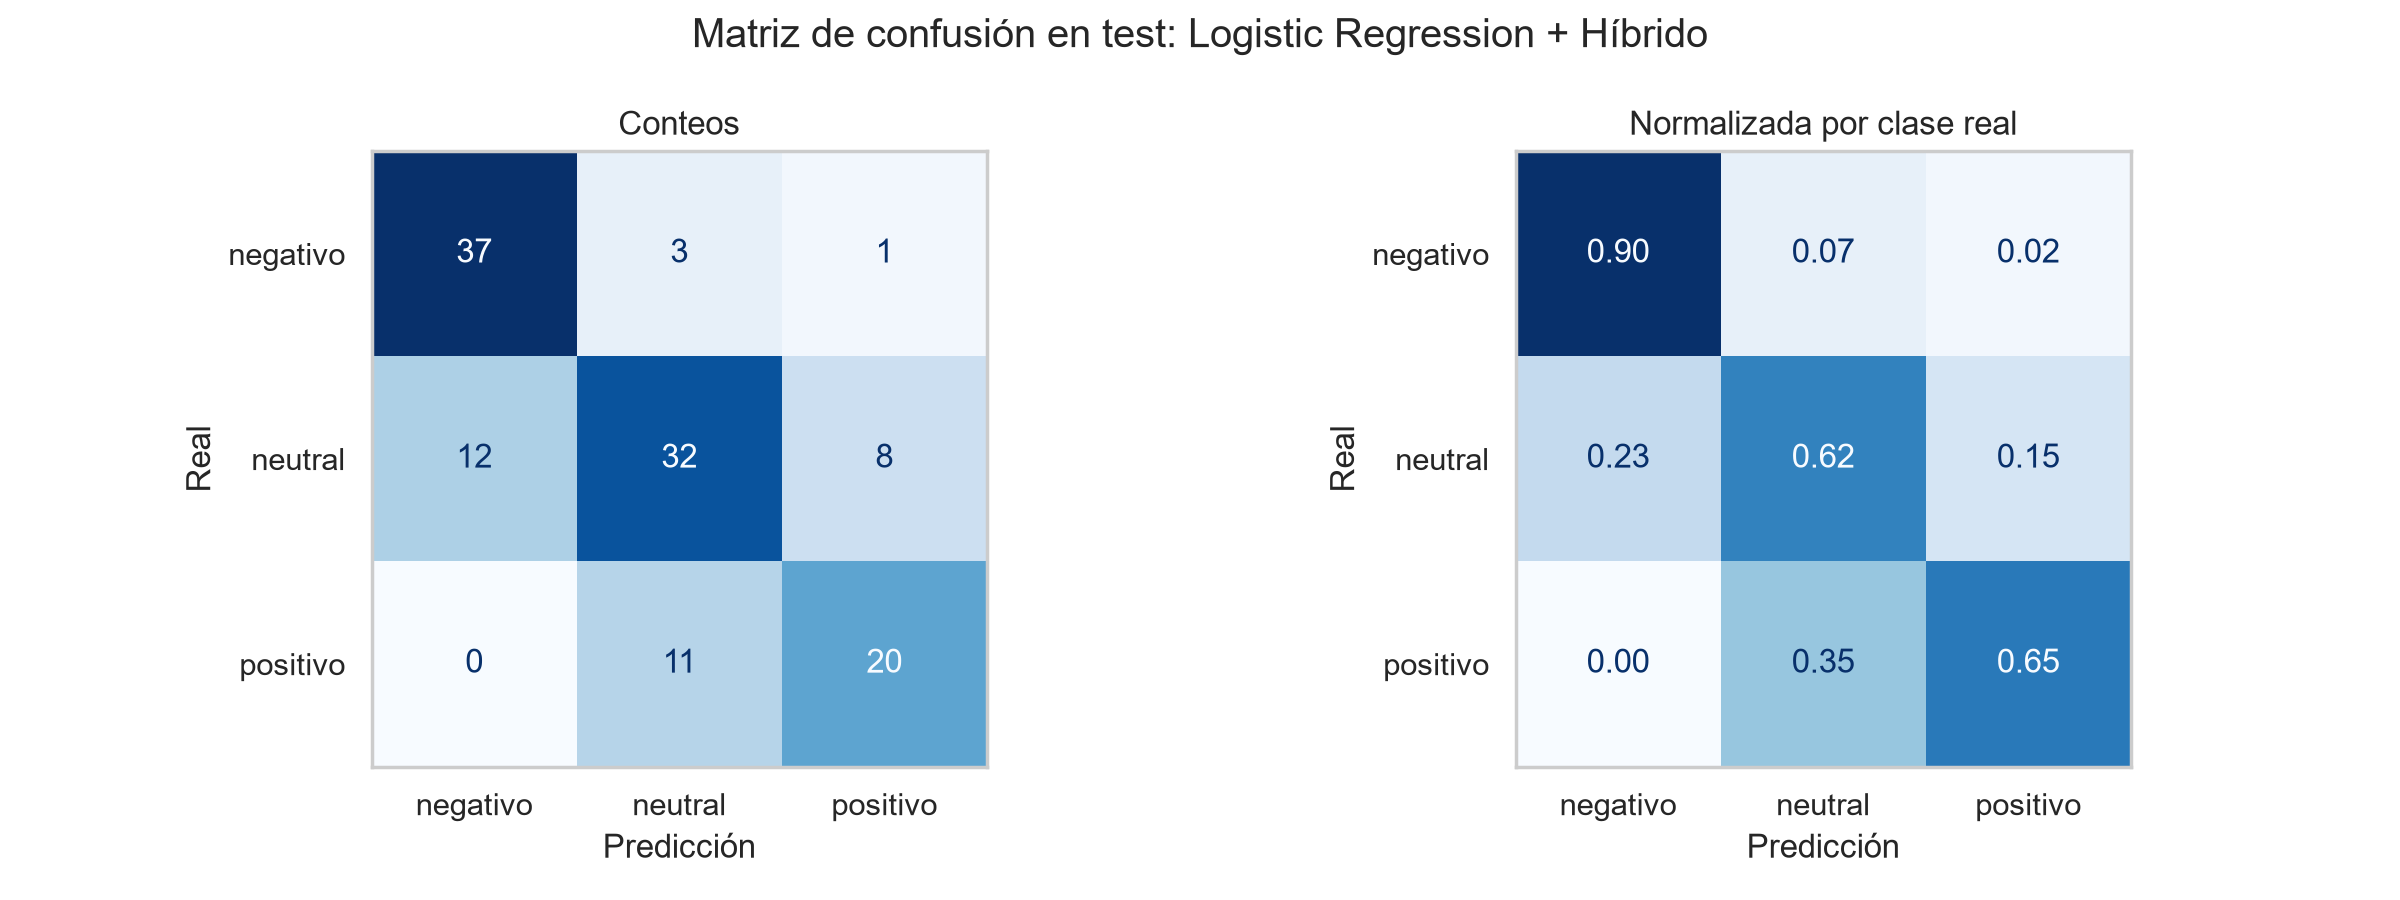 Matriz de confusión en test: Logistic Regression + Híbrido
Conteos
Real
negativo 37 3 1
neutral 12 32 8
positivo 0 11 20
negativo neutral positivo
Predicción
Normalizada por clase real
Real
negativo 0.90 0.07 0.02
neutral 0.23 0.62 0.15
positivo 0.00 0.35 0.65
negativo neutral positivo
Predicción